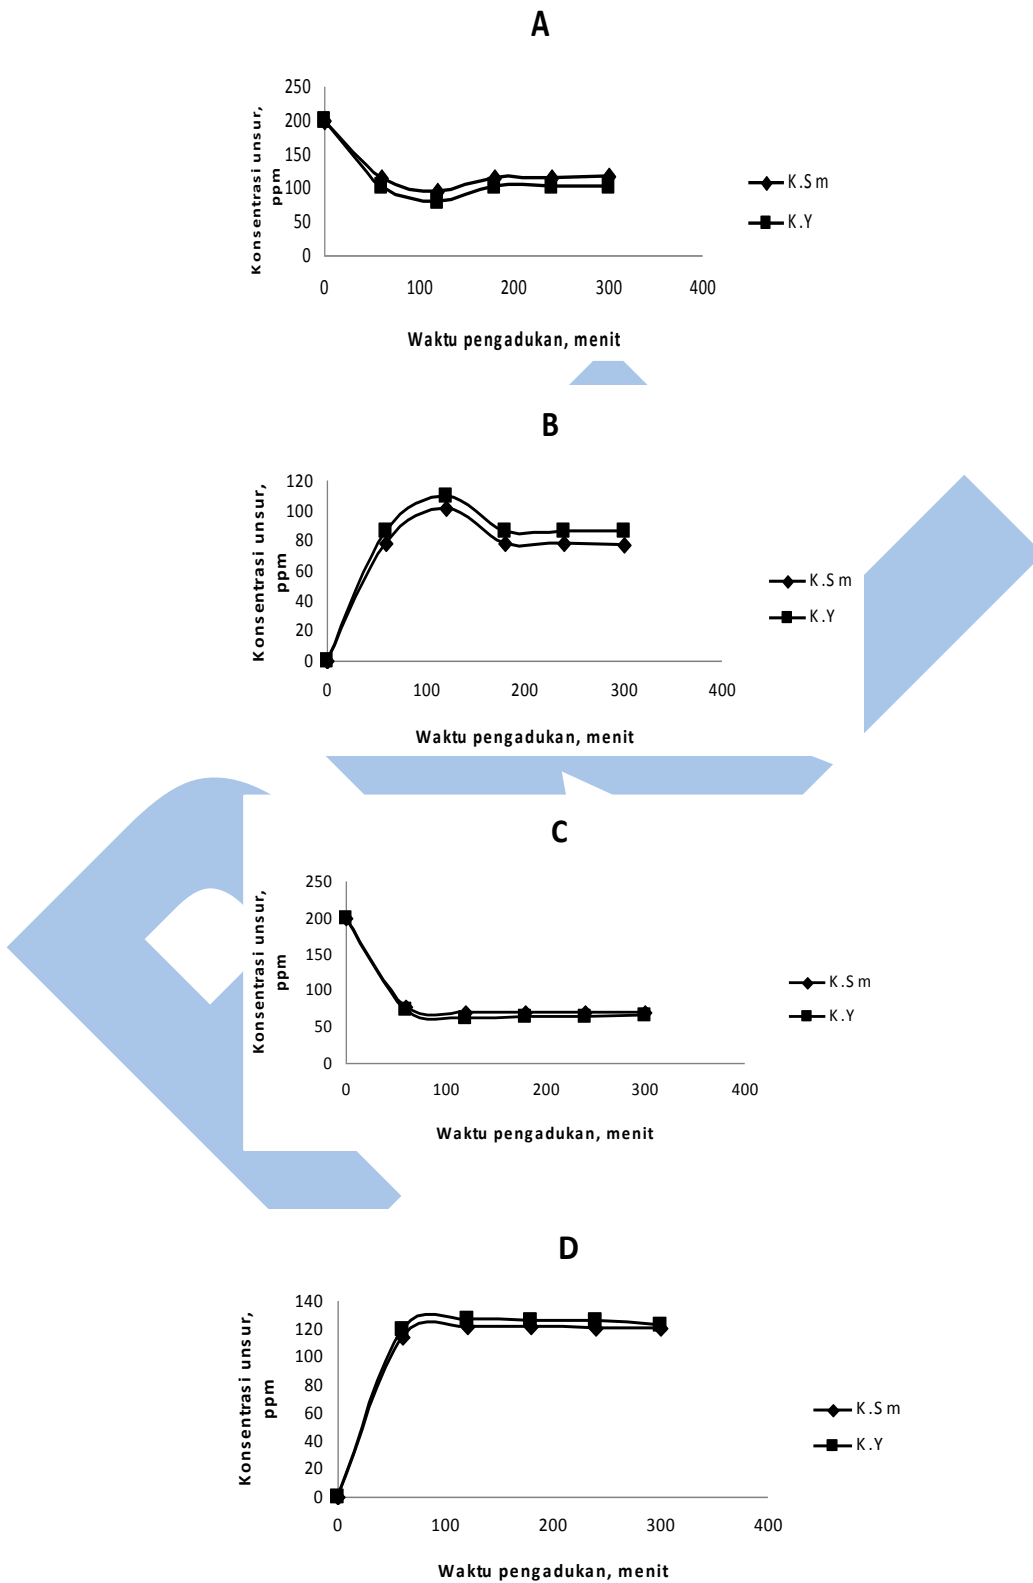 A
Konsentrasi unsur,
ppm
250
200
150
100
50
0
0 100 200 300 400
Waktu pengadukan, menit
K.Sm
K.Y
B
Konsentrasi unsur,
ppm
120
100
80
60
40
20
0
0 100 200 300 400
Waktu pengadukan, menit
K.Sm
K.Y
C
Konsentrasi unsur,
ppm
250
200
150
100
50
0
0 100 200 300 400
Waktu pengadukan, menit
K.Sm
K.Y
D
Konsentrasi unsur,
ppm
140
120
100
80
60
40
20
0
0 100 200 300 400
Waktu pengadukan, menit
K.Sm
K.Y